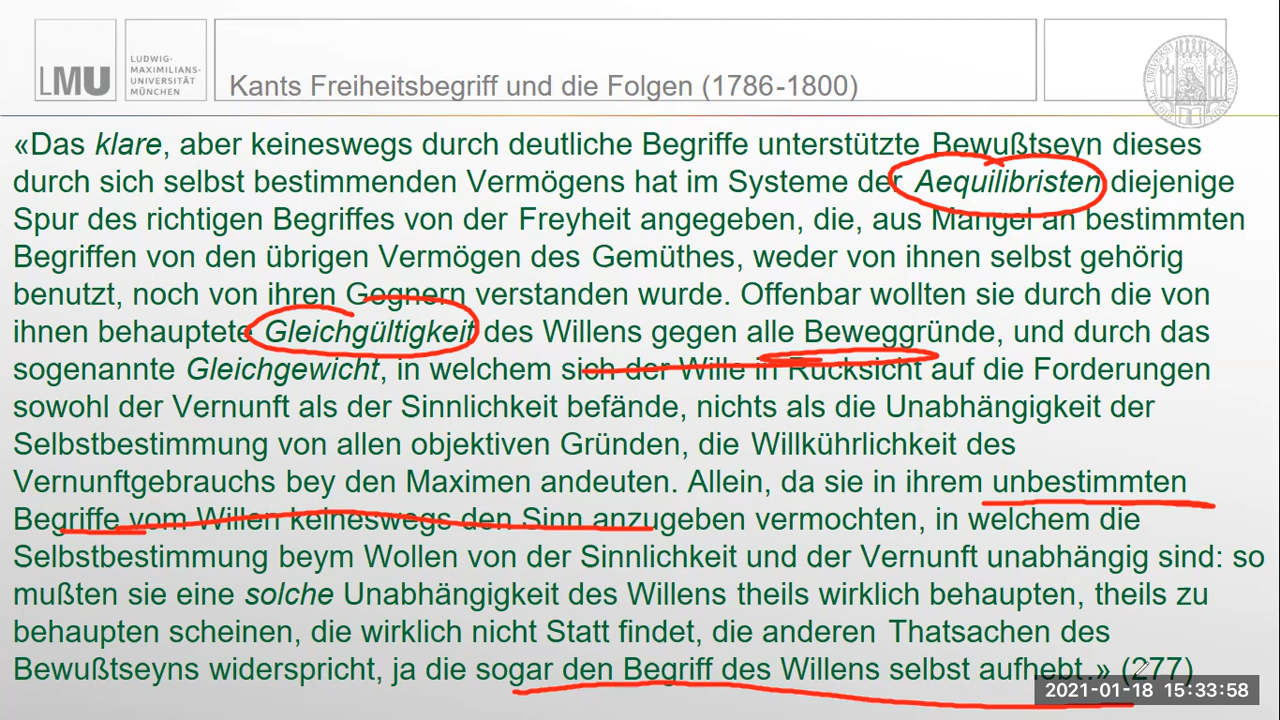 LMU
LUDWIG-
MAXIMILIANS-
UNIVERSITÄT
MÜNCHEN
Kants Freiheitsbegriff und die Folgen (1786-1800)
«Das klare, aber keineswegs durch deutliche Begriffe unterstützte Bewußtseyn dieses
durch sich selbst bestimmenden Vermögens hat im Systeme der Aequilibristen diejenige
Spur des richtigen Begriffes von der Freyheit angegeben, die, aus Mangel an bestimmten
Begriffen von den übrigen Vermögen des Gemüthes, weder von ihnen selbst gehörig
benutzt, noch von ihren Gegnern verstanden wurde. Offenbar wollten sie durch die von
ihnen behauptete Gleichgültigkeit des Willens gegen alle Beweggründe, und durch das
sogenannte Gleichgewicht, in welchem sich der Wille in Rücksicht auf die Forderungen
sowohl der Vernunft als der Sinnlichkeit befände, nichts als die Unabhängigkeit der
Selbstbestimmung von allen objektiven Gründen, die Willkührlichkeit des
Vernunftgebrauchs bey den Maximen andeuten. Allein, da sie in ihrem unbestimmten
Begriffe vom Willen keineswegs den Sinn anzugeben vermochten, in welchem die
Selbstbestimmung beym Wollen von der Sinnlichkeit und der Vernunft unabhängig sind: so
mußten sie eine solche Unabhängigkeit des Willens theils wirklich behaupten, theils zu
behaupten scheinen, die wirklich nicht Statt findet, die anderen Thatsachen des
Bewußtseyns widerspricht, ja die sogar den Begriff des Willens selbst aufhebt.» (277)
2021-01-18 15:33:58